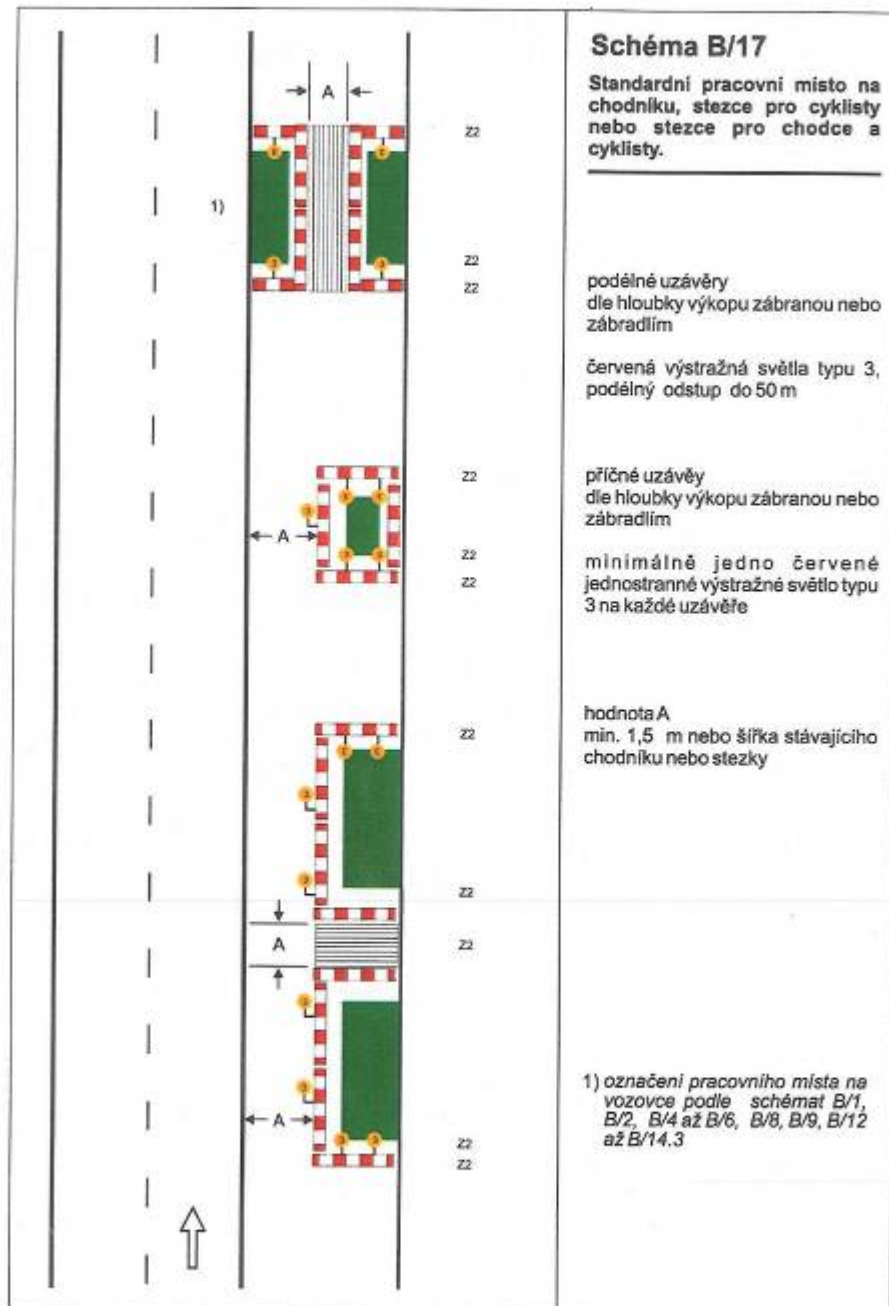 Schéma B/17
Standardní pracovní místo na
chodníku, stezce pro cyklisty
nebo stezce pro chodce a
cyklisty.
A
Z2
1)
Z2
Z2
podélné uzávěry
dle hloubky výkopu zábranou nebo
zábradlím
červená výstražná světla typu 3,
podélný odstup do 50 m
Z2
A
Z2
Z2
příčné uzávěy
dle hloubky výkopu zábranou nebo
zábradlím
minimálně jedno červené
jednostranné výstražné světlo typu
3 na každé uzávěře
Z2
hodnota A
min. 1,5 m nebo šířka stávajícího
chodníku nebo stezky
Z2
A
Z2
A
Z2
Z2
1) označení pracovního místa na
vozovce podle schémat B/1,
B/2, B/4 až B/6, B/8, B/9, B/12
až B/14.3